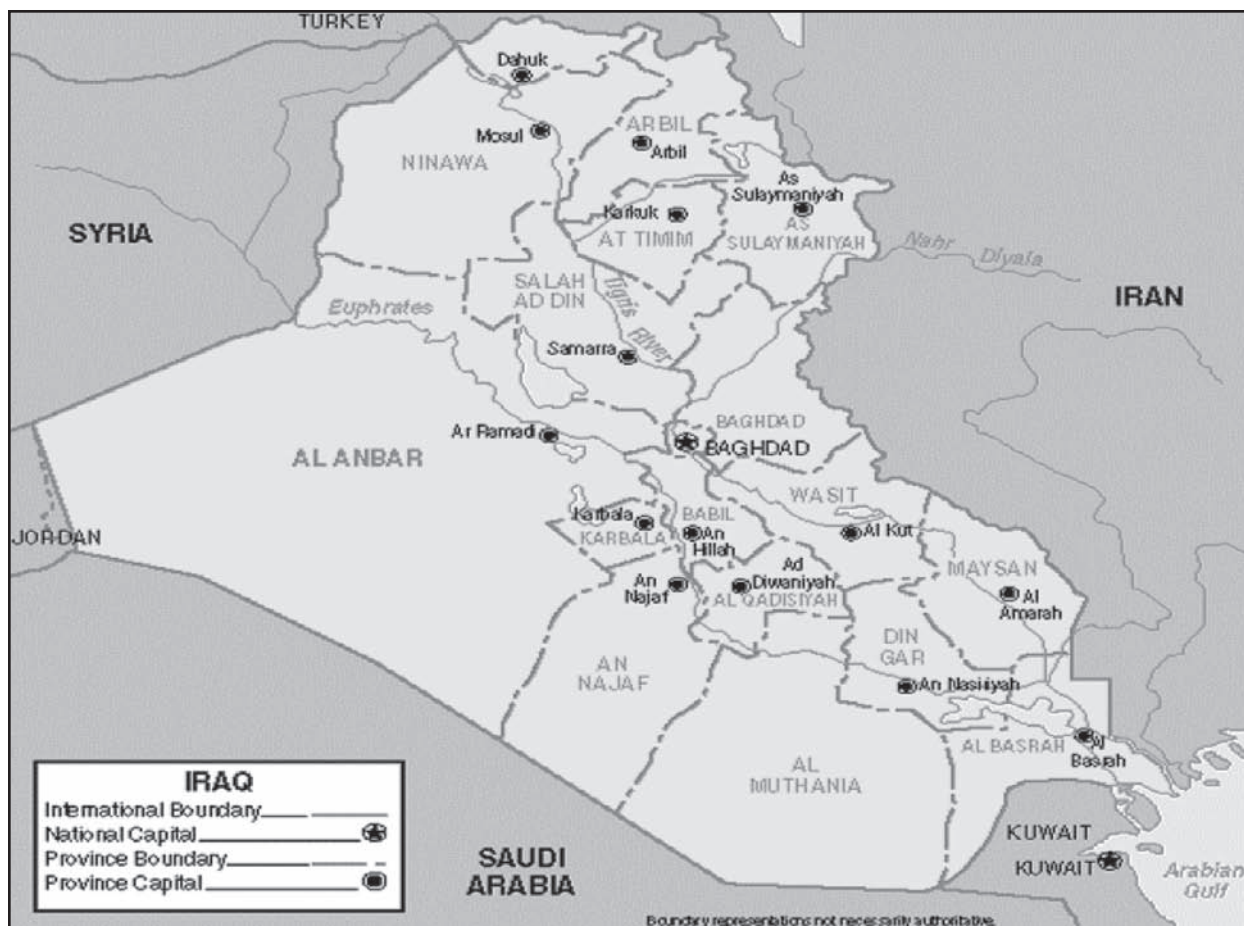 TURKEY
Dahuk
Mosul
ARBIL
Arbil
NINAWA
As
Sulaymaniyah
Karkuk
AS
SULAYMANIYAH
AT TIMIM
SYRIA
Nahr Diyala
SALAH
AD DIN
Tigris
River
Euphrates
IRAN
Samarra
BAGHDAD
Ar Ramadi
BAGHDAD
AL ANBAR
WASIT
Karbala
KARBALA
BABIL
An
Hillah
Al Kut
JORDAN
Ad
Diwaniyah
AL QADISIYAH
An
Najaf
MAYSAN
Al
Amarah
DIN
GAR
AN
NAJAF
An Nasiriyah
AL BASRAH
Al
Basrah
AL
MUTHANIA
IRAQ
International Boundary
National Capital
Province Boundary
Province Capital
SAUDI
ARABIA
KUWAIT
KUWAIT
Arabian
Gulf
Boundary representations not necessarily authoritative.